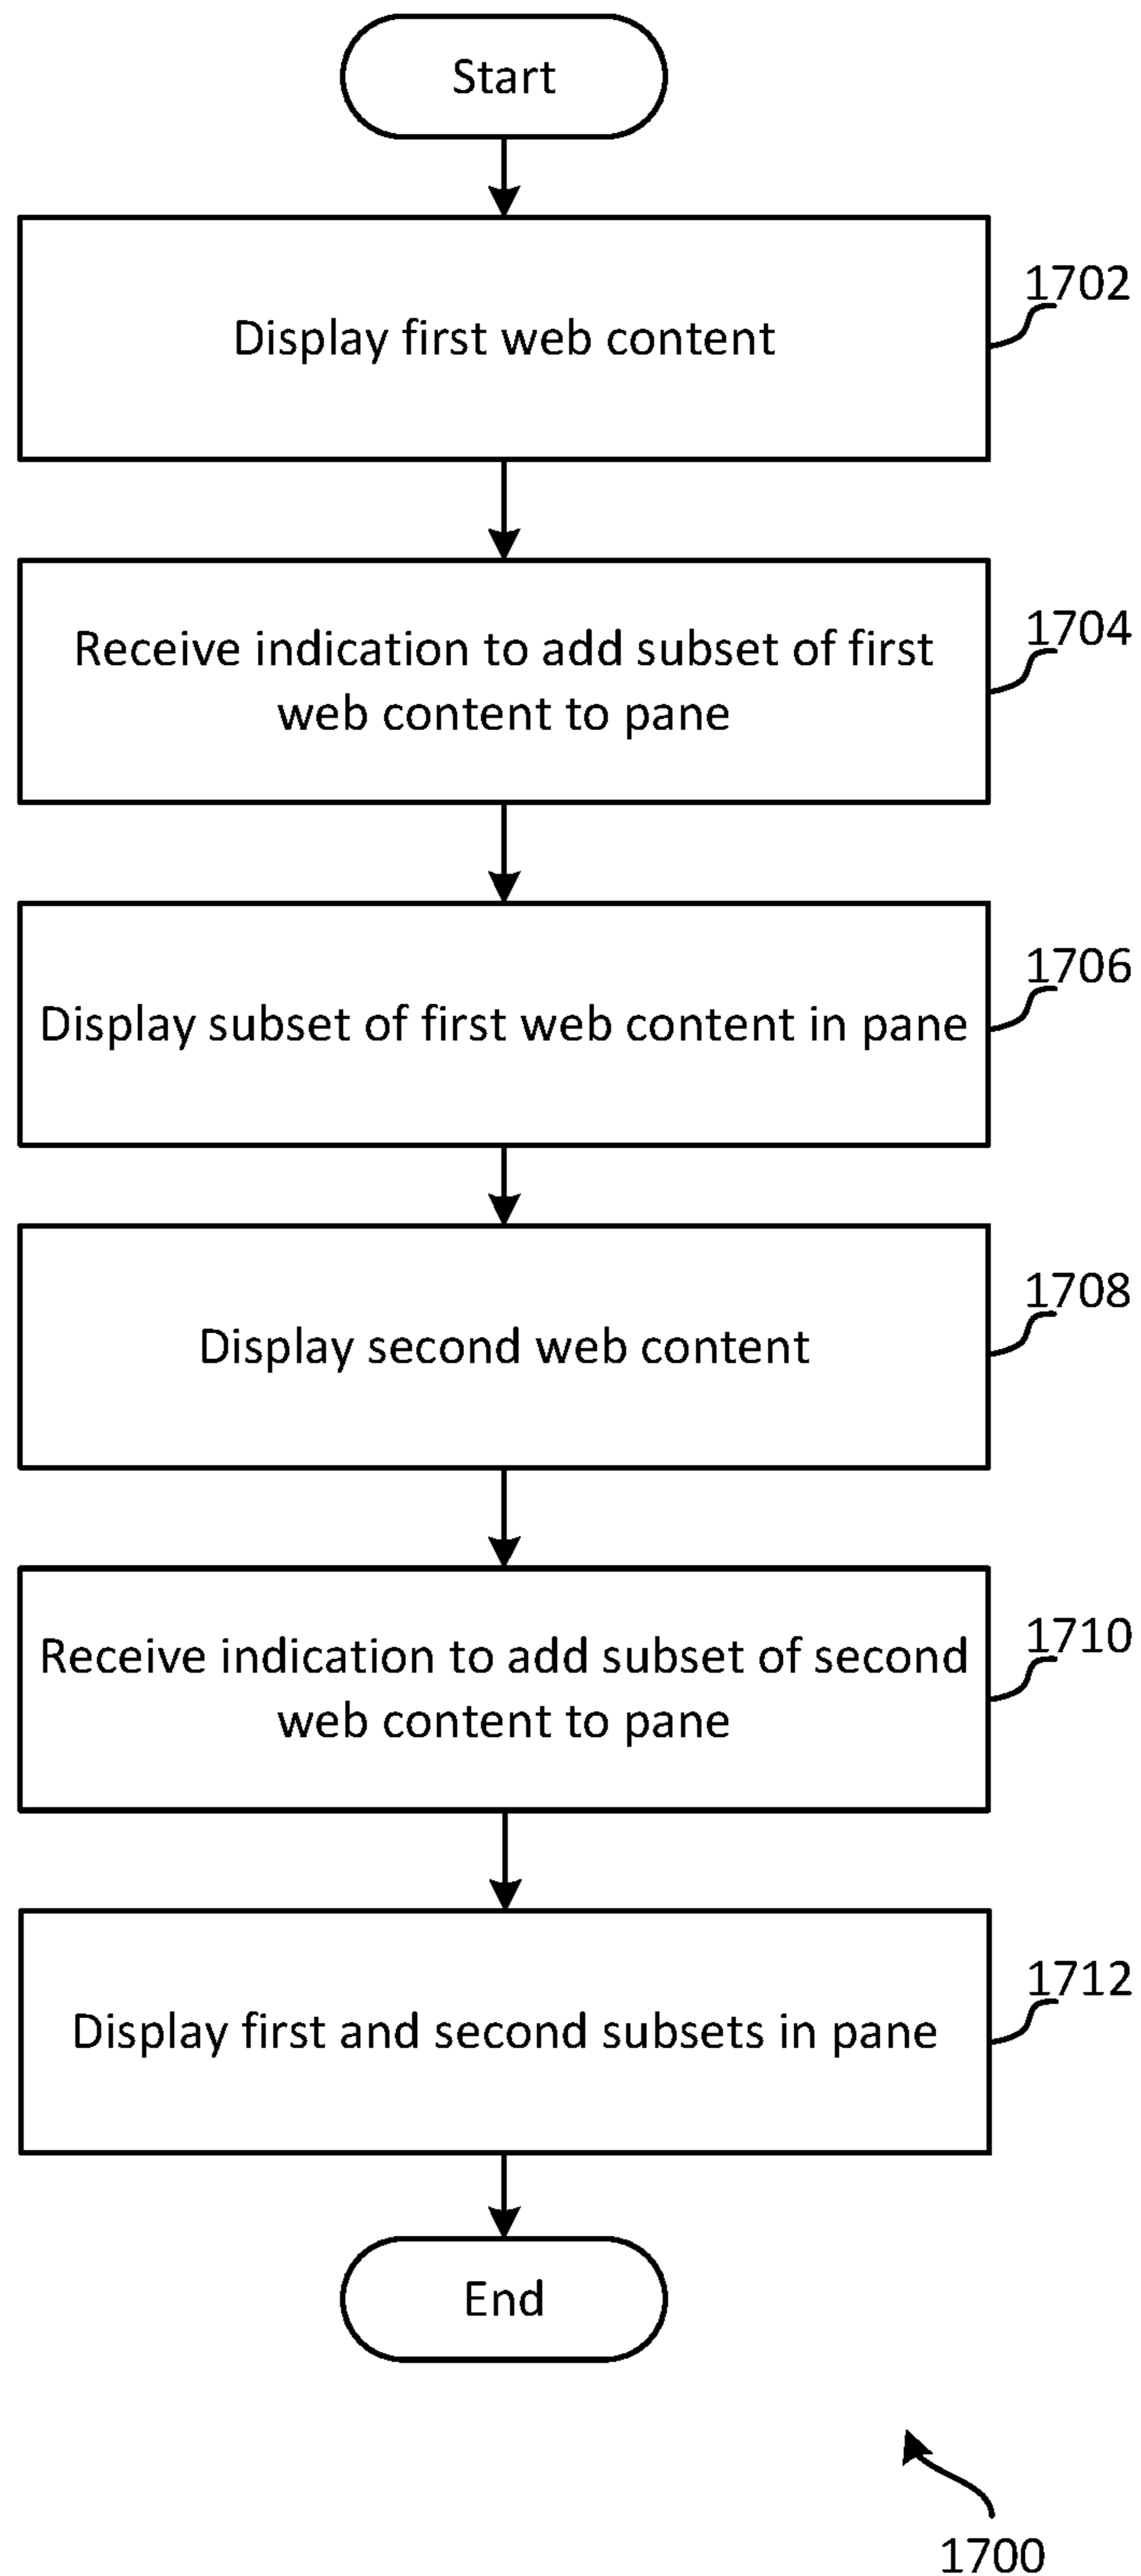 Start
1702
Display first web content
1704
Receive indication to add subset of first
web content to pane
1706
Display subset of first web content in pane
1708
Display second web content
1710
Receive indication to add subset of second
web content to pane
1712
Display first and second subsets in pane
End
1700